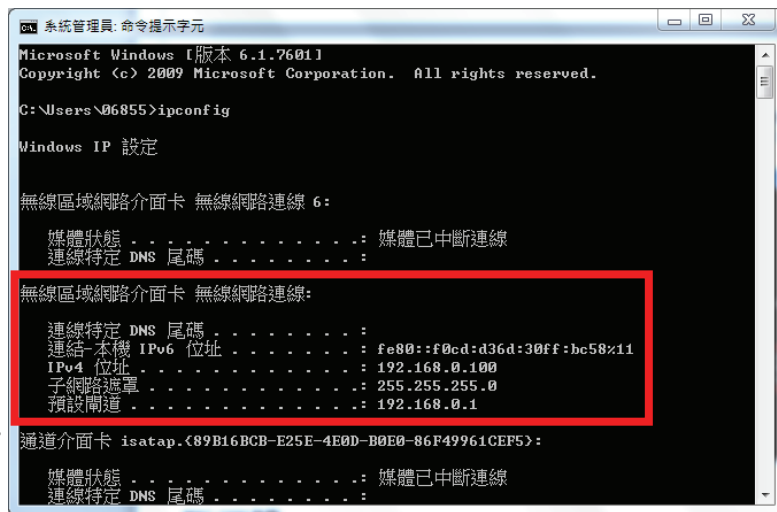 系統管理員: 命令提示字元
Microsoft Windows [版本 6.1.7601]
Copyright (c) 2009 Microsoft Corporation.  All rights reserved.
C:\Users\06855>ipconfig
Windows IP 設定
無線區域網路介面卡 無線網路連線 6:
媒體狀態 . . . . . . . . . . . . .: 媒體已中斷連線
連線特定 DNS 尾碼 . . . . . . . . :
無線區域網路介面卡 無線網路連線:
連線特定 DNS 尾碼 . . . . . . . . :
連結-本機 IPv6 位址 . . . . . . . : fe80::f0cd:d36d:30ff:bc58%11
IPv4 位址 . . . . . . . . . . . . : 192.168.0.100
子網路遮罩 . . . . . . . . . . . .: 255.255.255.0
預設閘道 . . . . . . . . . . . . .: 192.168.0.1
通道介面卡 isatap.{89B16BCB-E25E-4E0D-B0E0-86F49961CEF5}:
媒體狀態 . . . . . . . . . . . . .: 媒體已中斷連線
連線特定 DNS 尾碼 . . . . . . . . :